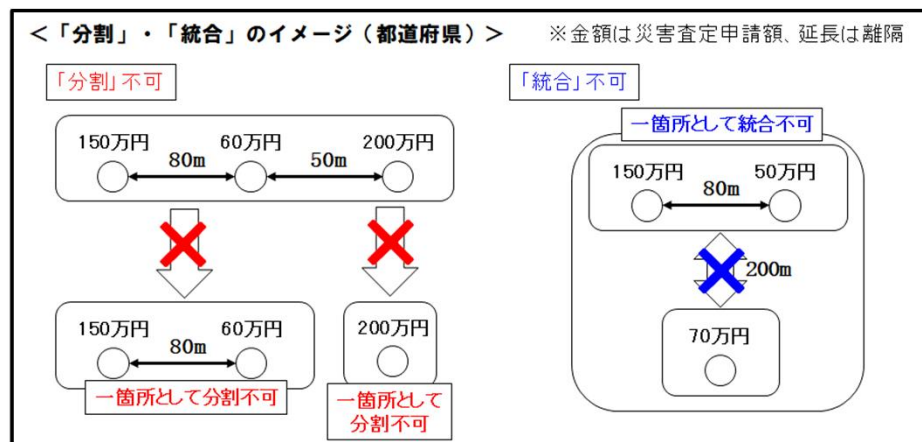 ＜「分割」・「統合」のイメージ（都道府県）＞
※金額は災害査定申請額、延長は離隔
「分割」不可
150万円
60万円
200万円
80m
50m
150万円
60万円
80m
一箇所として分割不可
200万円
一箇所として
分割不可
「統合」不可
一箇所として統合不可
150万円
50万円
80m
200m
70万円